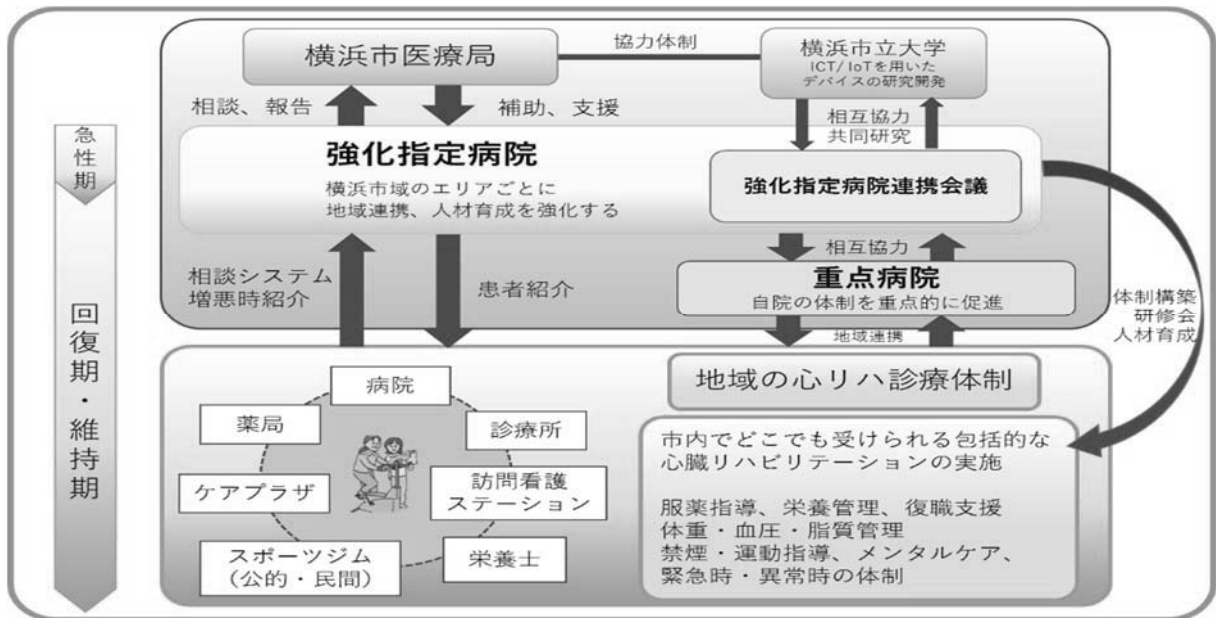 横浜市医療局
協力体制
横浜市立大学
ICT/IoTを用いた
デバイスの研究開発
相談、報告
補助、支援
相互協力
共同研究
急性期
強化指定病院
横浜市域のエリアごとに
地域連携、人材育成を強化する
強化指定病院連携会議
相互協力
重点病院
自院の体制を重点的に促進
相談システム
増悪時紹介
患者紹介
地域連携
体制構築
研修会
人材育成
回復期・維持期
病院
薬局
診療所
ケアプラザ
訪問看護
ステーション
スポーツジム
(公的・民間)
栄養士
地域の心リハ診療体制
市内でどこでも受けられる包括的な
心臓リハビリテーションの実施
服薬指導、栄養管理、復職支援
体重・血圧・脂質管理
禁煙・運動指導、メンタルケア、
緊急時・異常時の体制